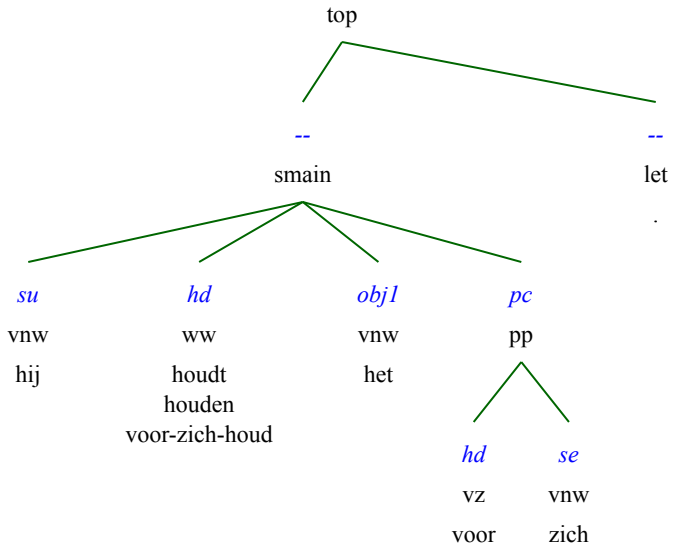 top
-- --
smain let
.
su hd obj1 pc
vnw ww vnw pp
hij houdt het
houden
voor-zich-houd
hd se
vz vnw
voor zich